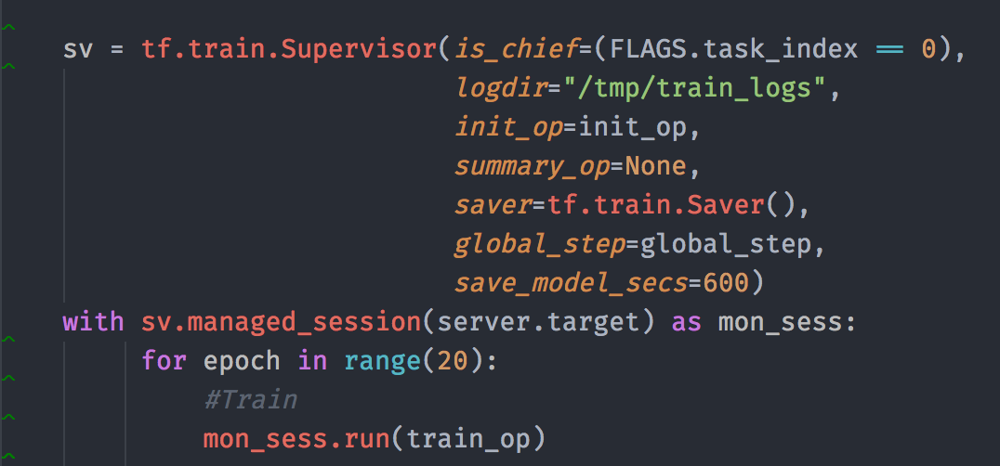 sv = tf.train.Supervisor(is_chief=(FLAGS.task_index == 0),
logdir="/tmp/train_logs",
init_op=init_op,
summary_op=None,
saver=tf.train.Saver(),
global_step=global_step,
save_model_secs=600)
with sv.managed_session(server.target) as mon_sess:
for epoch in range(20):
#Train
mon_sess.run(train_op)